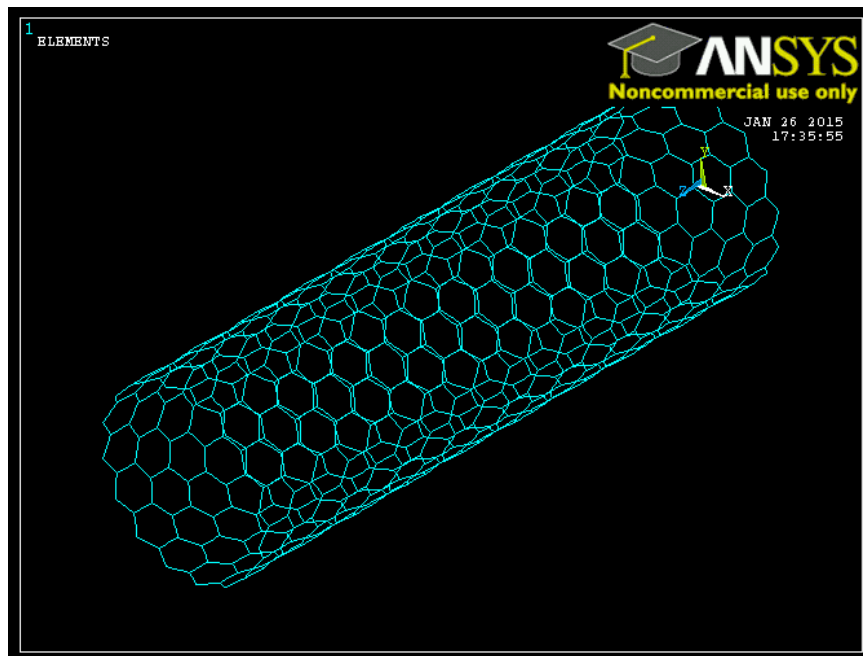 1
ELEMENTS
ANSYS
Noncommercial use only
JAN 26 2015
17:35:55
Y
Z
X